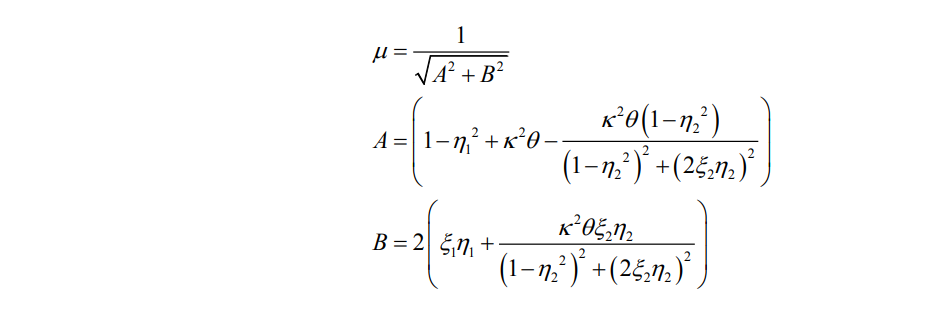 μ = 1 / √(A² + B²)
A = (1 − η₁² + κ²θ − κ²θ(1 − η₂²) / ((1 − η₂²)² + (2ξ₂η₂)²))
B = 2(ξ₁η₁ + κ²θξ₂η₂ / ((1 − η₂²)² + (2ξ₂η₂)²))